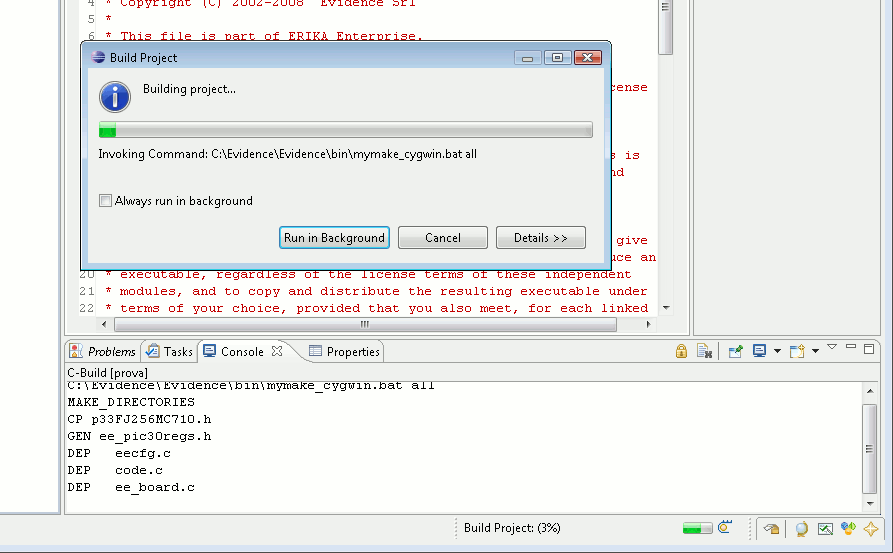 4 * Copyright (C) 2002-2008 Evidence Srl
5 *
6 * This file is part of ERIKA Enterprise.
Build Project
Building project...
cense
Invoking Command: C:\Evidence\Evidence\bin\mymake_cygwin.bat all
s is
nd
Always run in background
Run in Background
Cancel
Details >>
give
uce an
20 * executable, regardless of the license terms of these independent
21 * modules, and to copy and distribute the resulting executable under
22 * terms of your choice, provided that you also meet, for each linked
Problems
Tasks
Console
Properties
C-Build [prova]
C:\Evidence\Evidence\bin\mymake_cygwin.bat all
MAKE_DIRECTORIES
CP p33FJ256MC710.h
GEN ee_pic30regs.h
DEP eecfg.c
DEP code.c
DEP ee_board.c
Build Project: (3%)